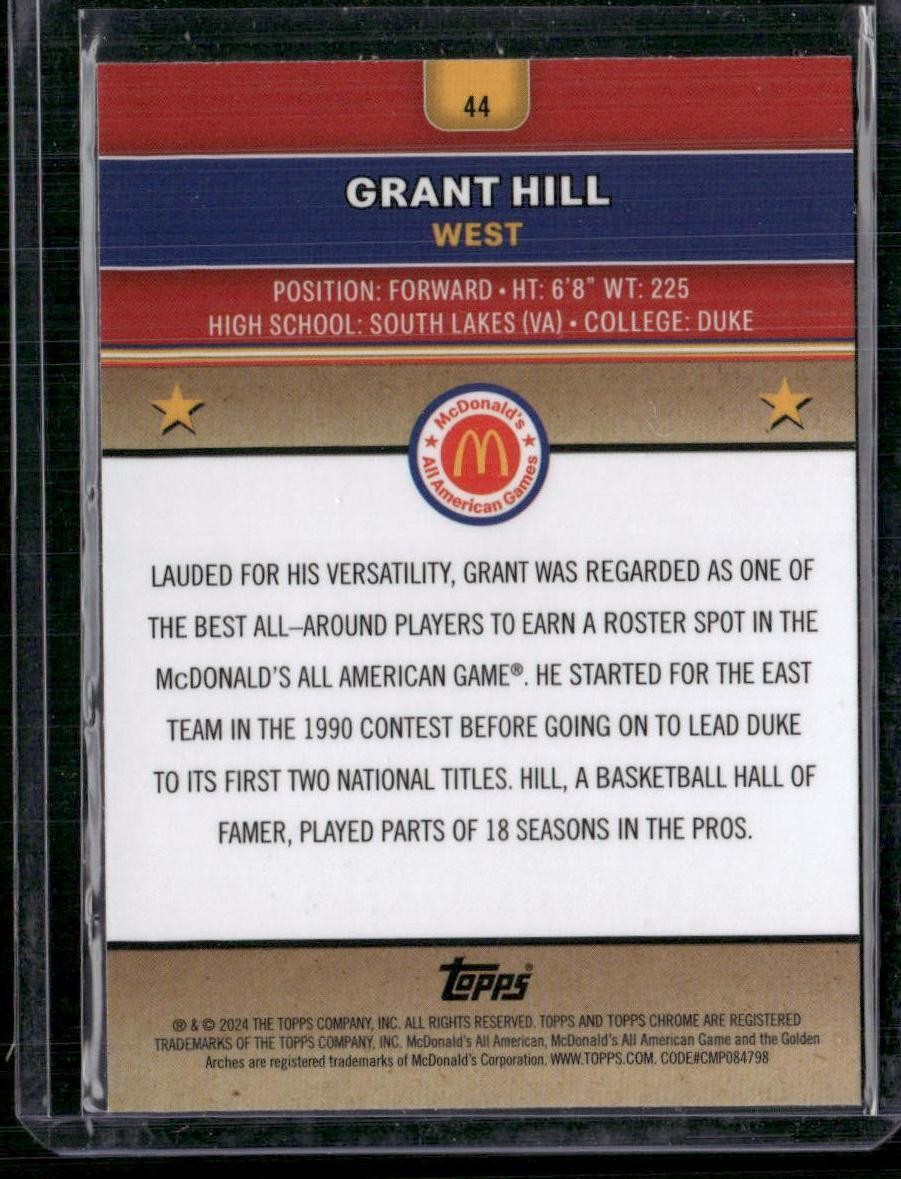 44
GRANT HILL
WEST
POSITION: FORWARD • HT: 6'8" WT: 225
HIGH SCHOOL: SOUTH LAKES (VA) • COLLEGE: DUKE
McDonald's
All American Games
LAUDED FOR HIS VERSATILITY, GRANT WAS REGARDED AS ONE OF
THE BEST ALL–AROUND PLAYERS TO EARN A ROSTER SPOT IN THE
McDONALD'S ALL AMERICAN GAME®. HE STARTED FOR THE EAST
TEAM IN THE 1990 CONTEST BEFORE GOING ON TO LEAD DUKE
TO ITS FIRST TWO NATIONAL TITLES. HILL, A BASKETBALL HALL OF
FAMER, PLAYED PARTS OF 18 SEASONS IN THE PROS.
Topps®
® & © 2024 THE TOPPS COMPANY, INC. ALL RIGHTS RESERVED. TOPPS AND TOPPS CHROME ARE REGISTERED
TRADEMARKS OF THE TOPPS COMPANY, INC. McDonald's All American, McDonald's All American Game and the Golden
Arches are registered trademarks of McDonald's Corporation. WWW.TOPPS.COM. CODE#CMP084798